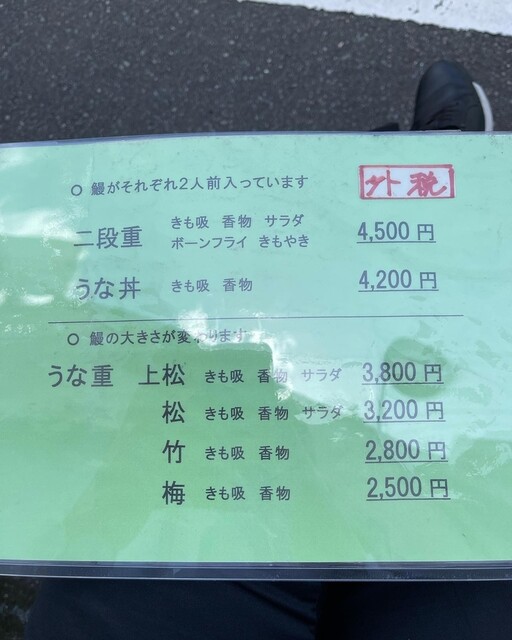 ○ 鰻がそれぞれ2人前入っています 外税
二段重 きも吸 香物 サラダ ボーンフライ きもやき 4,500円
うな丼 きも吸 香物 4,200円
○ 鰻の大きさが変わります
うな重 上松 きも吸 香物 サラダ 3,800円
松 きも吸 香物 サラダ 3,200円
竹 きも吸 香物 2,800円
梅 きも吸 香物 2,500円